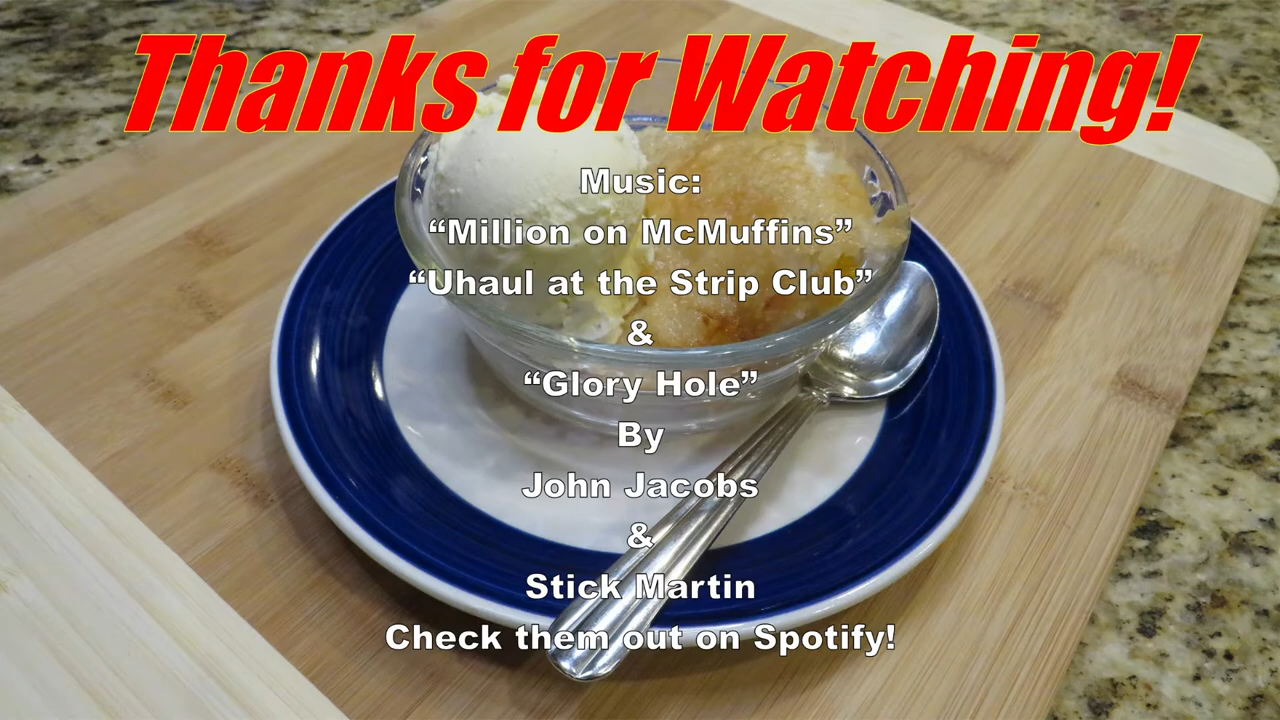 Thanks for Watching!
Music:
“Million on McMuffins”
“Uhaul at the Strip Club”
&
“Glory Hole”
By
John Jacobs
&
Stick Martin
Check them out on Spotify!